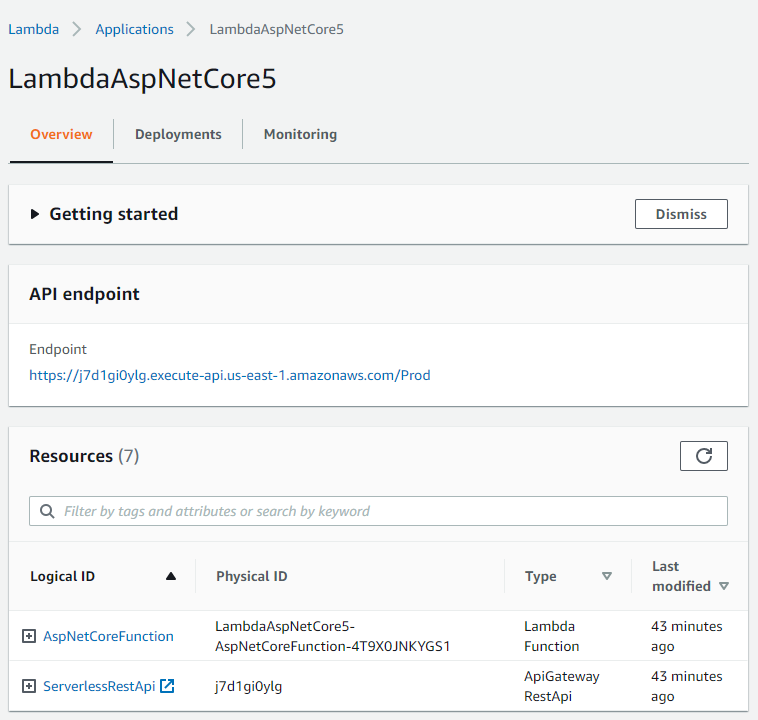 Lambda > Applications > LambdaAspNetCore5
LambdaAspNetCore5
Overview Deployments Monitoring
Getting started Dismiss
API endpoint
Endpoint
https://j7d1gi0ylg.execute-api.us-east-1.amazonaws.com/Prod
Resources (7)
Filter by tags and attributes or search by keyword
Logical ID Physical ID Type Last modified
AspNetCoreFunction LambdaAspNetCore5-AspNetCoreFunction-4T9X0JNKYGS1 Lambda Function 43 minutes ago
ServerlessRestApi j7d1gi0ylg ApiGateway RestApi 43 minutes ago